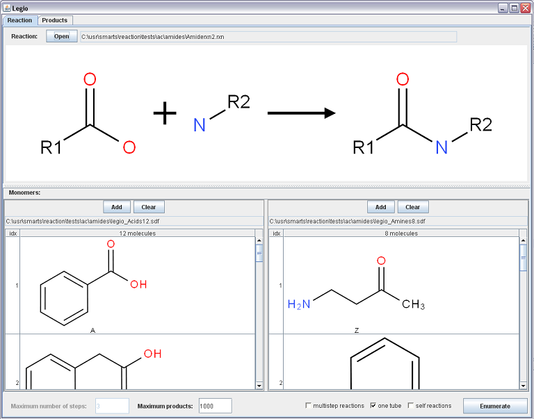 Legio
Reaction Products
Reaction: Open C:\usr\smarts\reaction\tests\ac\amides\Amidenn2.rxn
O O
R1 O + N R2 R1 N R2
Monomers:
Add Clear Add Clear
C:\usr\smarts\reaction\tests\ac\amides\legio_Acids12.sdf C:\usr\smarts\reaction\tests\ac\amides\legio_Amines8.sdf
idx 12 molecules idx 8 molecules
1 O OH 1 H₂N O CH₃
A Z
2 OH O 2
Maximum number of steps: 3 Maximum products: 1000 multistep reactions one tube self reactions Enumerate